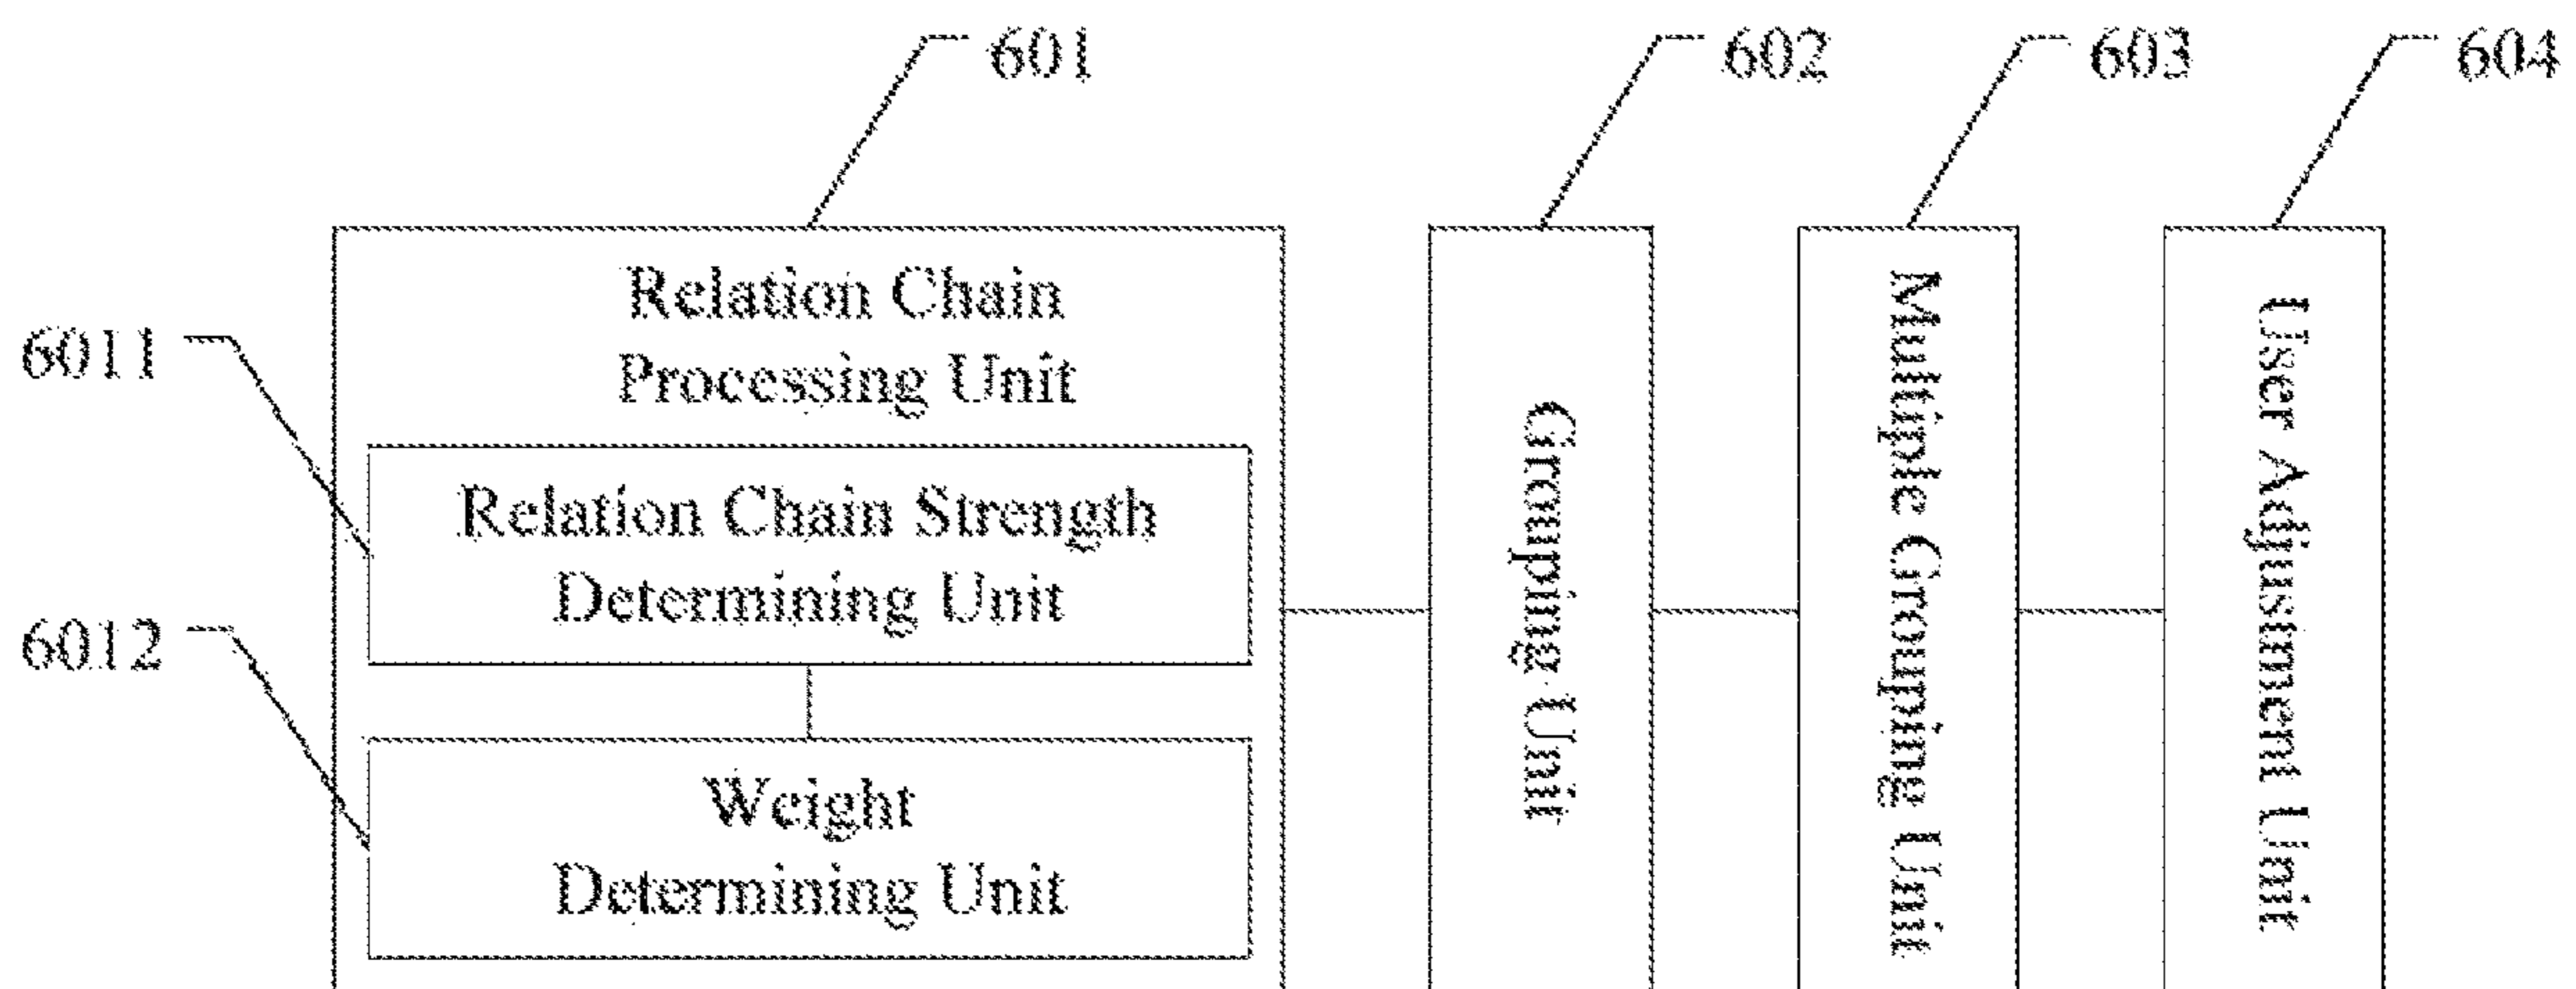 601
602
603
604
Relation Chain
Processing Unit
6011
Relation Chain Strength
Determining Unit
6012
Weight
Determining Unit
Grouping Unit
Multiple Grouping Unit
User Adjustment Unit